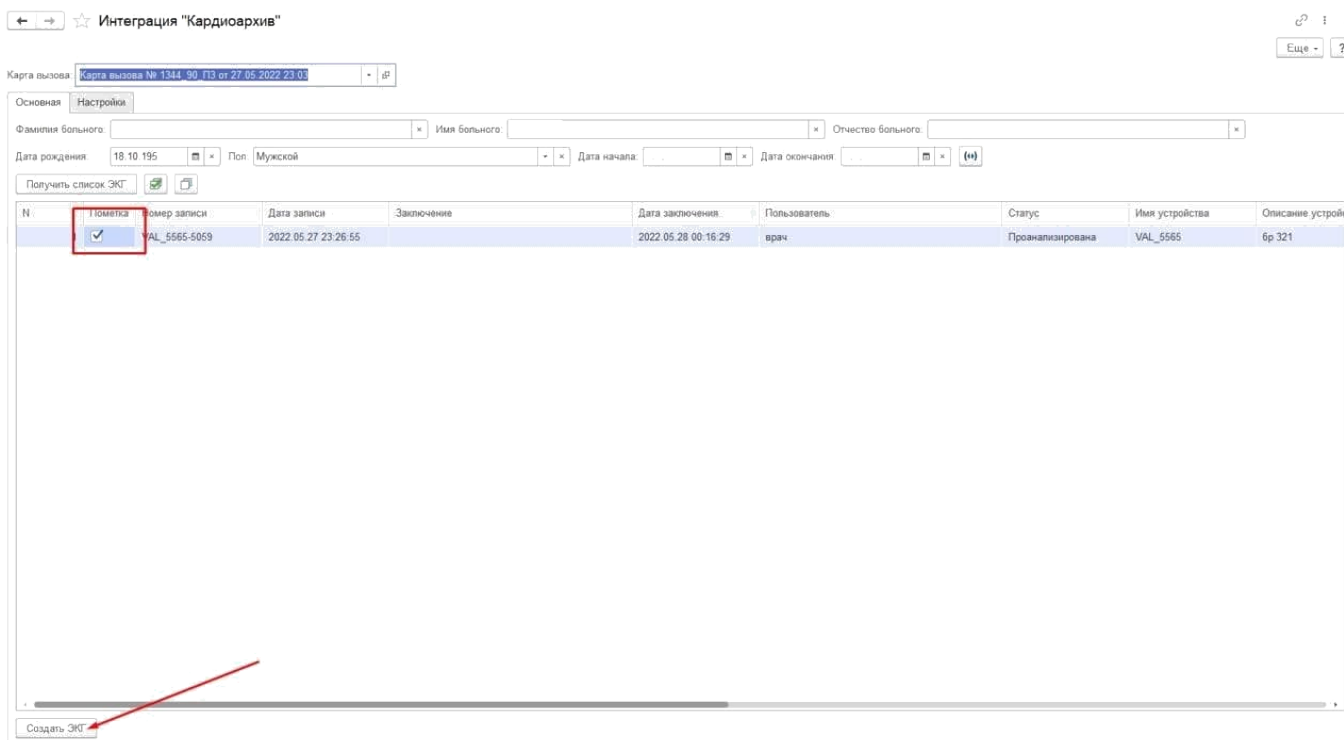 Интеграция "Кардиоархив"
Еще
?
Карта вызова: Карта вызова № 1344_90_ПЗ от 27.05.2022 23:03
Основная Настройки
Фамилия больного: Имя больного: Отчество больного:
Дата рождения: 18.10.195 Пол: Мужской Дата начала: Дата окончания:
Получить список ЭКГ
N Пометка Номер записи Дата записи Заключение Дата заключения Пользователь Статус Имя устройства Описание устрой
VAL_5565-5059 2022.05.27 23:26:55 2022.05.28 00:16:29 врач Проанализирована VAL_5565 бр 321
Создать ЭКГ